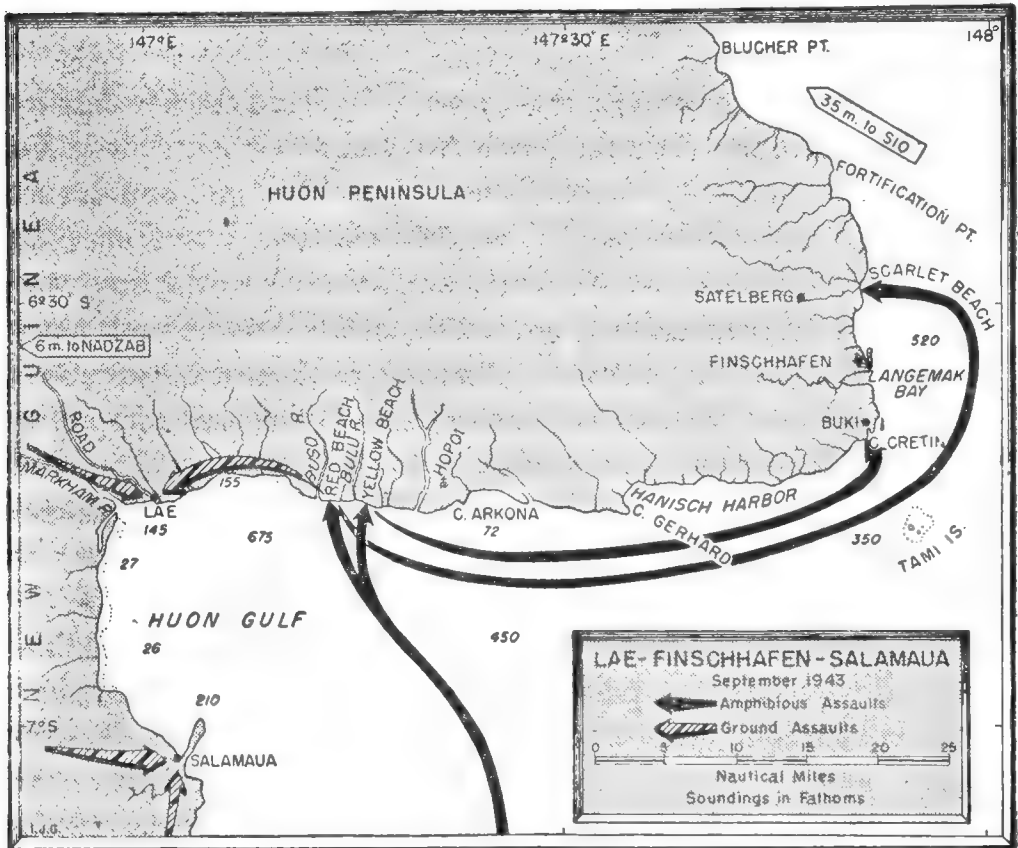 147° E
147° 30' E
148°
BLUCHER PT.
35 m. to SIO
FORTIFICATION PT.
HUON PENINSULA
NEW GUINEA
6° 30' S
SATELBERG
SCARLET BEACH
6 m. to NADZAB
520
FINSCHHAFEN
LANGEMAK
BAY
ROAD
BUSO R.
RED BEACH
BULU R.
YELLOW BEACH
HOPOI
BUKI
C. CRETIN
MARKHAM R.
155
LAE
145
HANISCH HARBOR
C. ARKONA
72
C. GERHARD
675
350
TAMI IS.
27
HUON GULF
26
450
210
7° S
SALAMAUA
LAE-FINSCHHAFEN-SALAMAUA
September 1943
Amphibious Assaults
Ground Assaults
0 5 10 15 20 25
Nautical Miles
Soundings in Fathoms